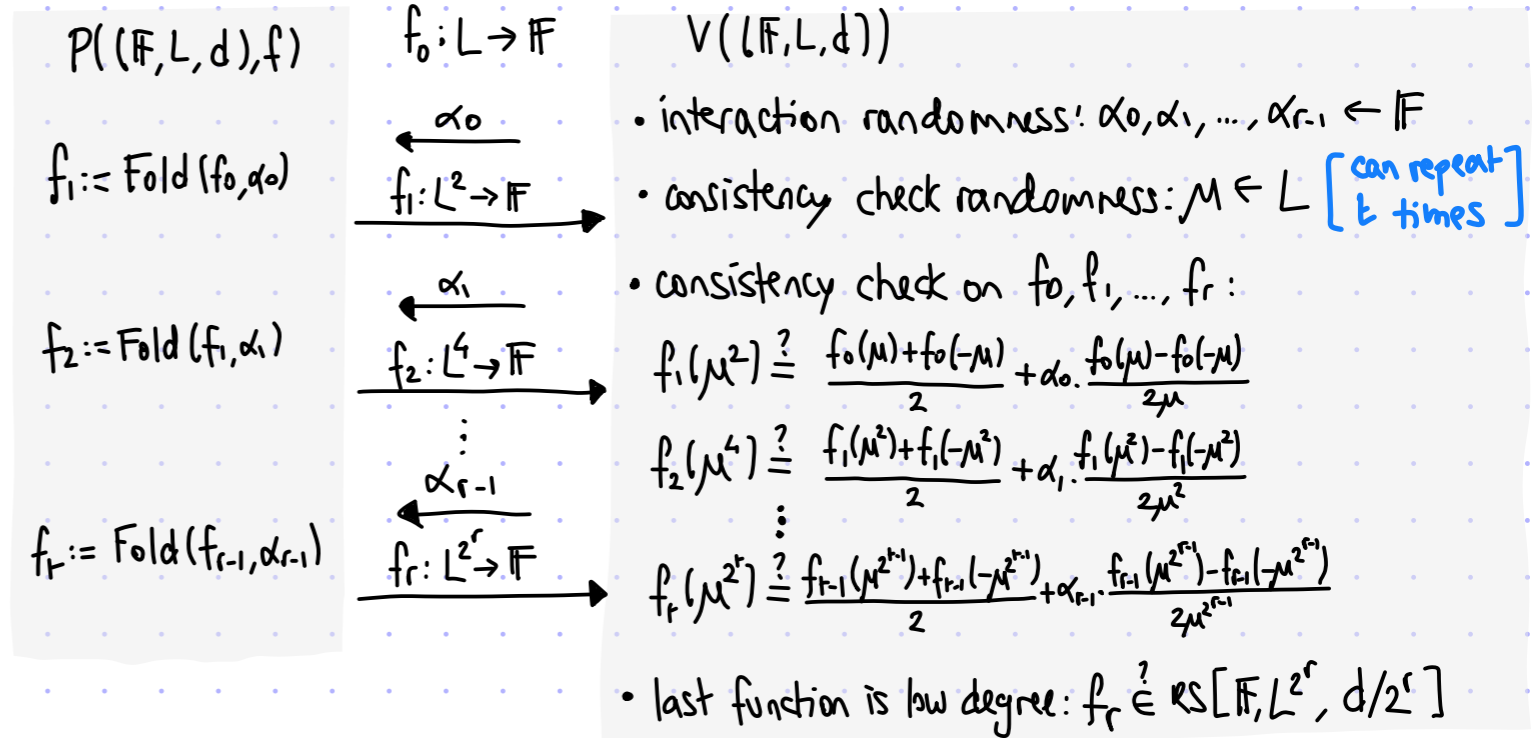 P((𝔽, L, d), f)
f₀ : L → 𝔽
V((𝔽, L, d))
α₀
f₁ := Fold(f₀, α₀)
f₁ : L² → 𝔽
α₁
f₂ := Fold(f₁, α₁)
f₂ : L⁴ → 𝔽
⋮
α_{r-1}
f_r := Fold(f_{r-1}, α_{r-1})
f_r : L^{2^r} → 𝔽
• interaction randomness: α₀, α₁, ..., α_{r-1} ← 𝔽
• consistency check randomness: μ ← L [can repeat
t times]
• consistency check on f₀, f₁, ..., f_r :
f₁(μ²) ≟ (f₀(μ)+f₀(-μ))/2 + α₀ · (f₀(μ)-f₀(-μ))/2μ
f₂(μ⁴) ≟ (f₁(μ²)+f₁(-μ²))/2 + α₁ · (f₁(μ²)-f₁(-μ²))/2μ²
⋮
f_r(μ^{2^r}) ≟ (f_{r-1}(μ^{2^{r-1}})+f_{r-1}(-μ^{2^{r-1}}))/2 + α_{r-1} · (f_{r-1}(μ^{2^{r-1}})-f_{r-1}(-μ^{2^{r-1}}))/2μ^{2^{r-1}}
• last function is low degree: f_r ∈? RS[𝔽, L^{2^r}, d/2^r]